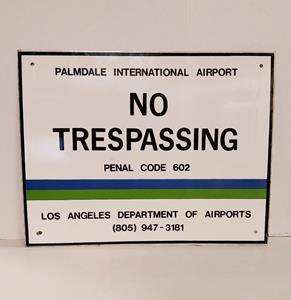 PALMDALE INTERNATIONAL AIRPORT
NO
TRESPASSING
PENAL CODE 602
LOS ANGELES DEPARTMENT OF AIRPORTS
(805) 947-3181